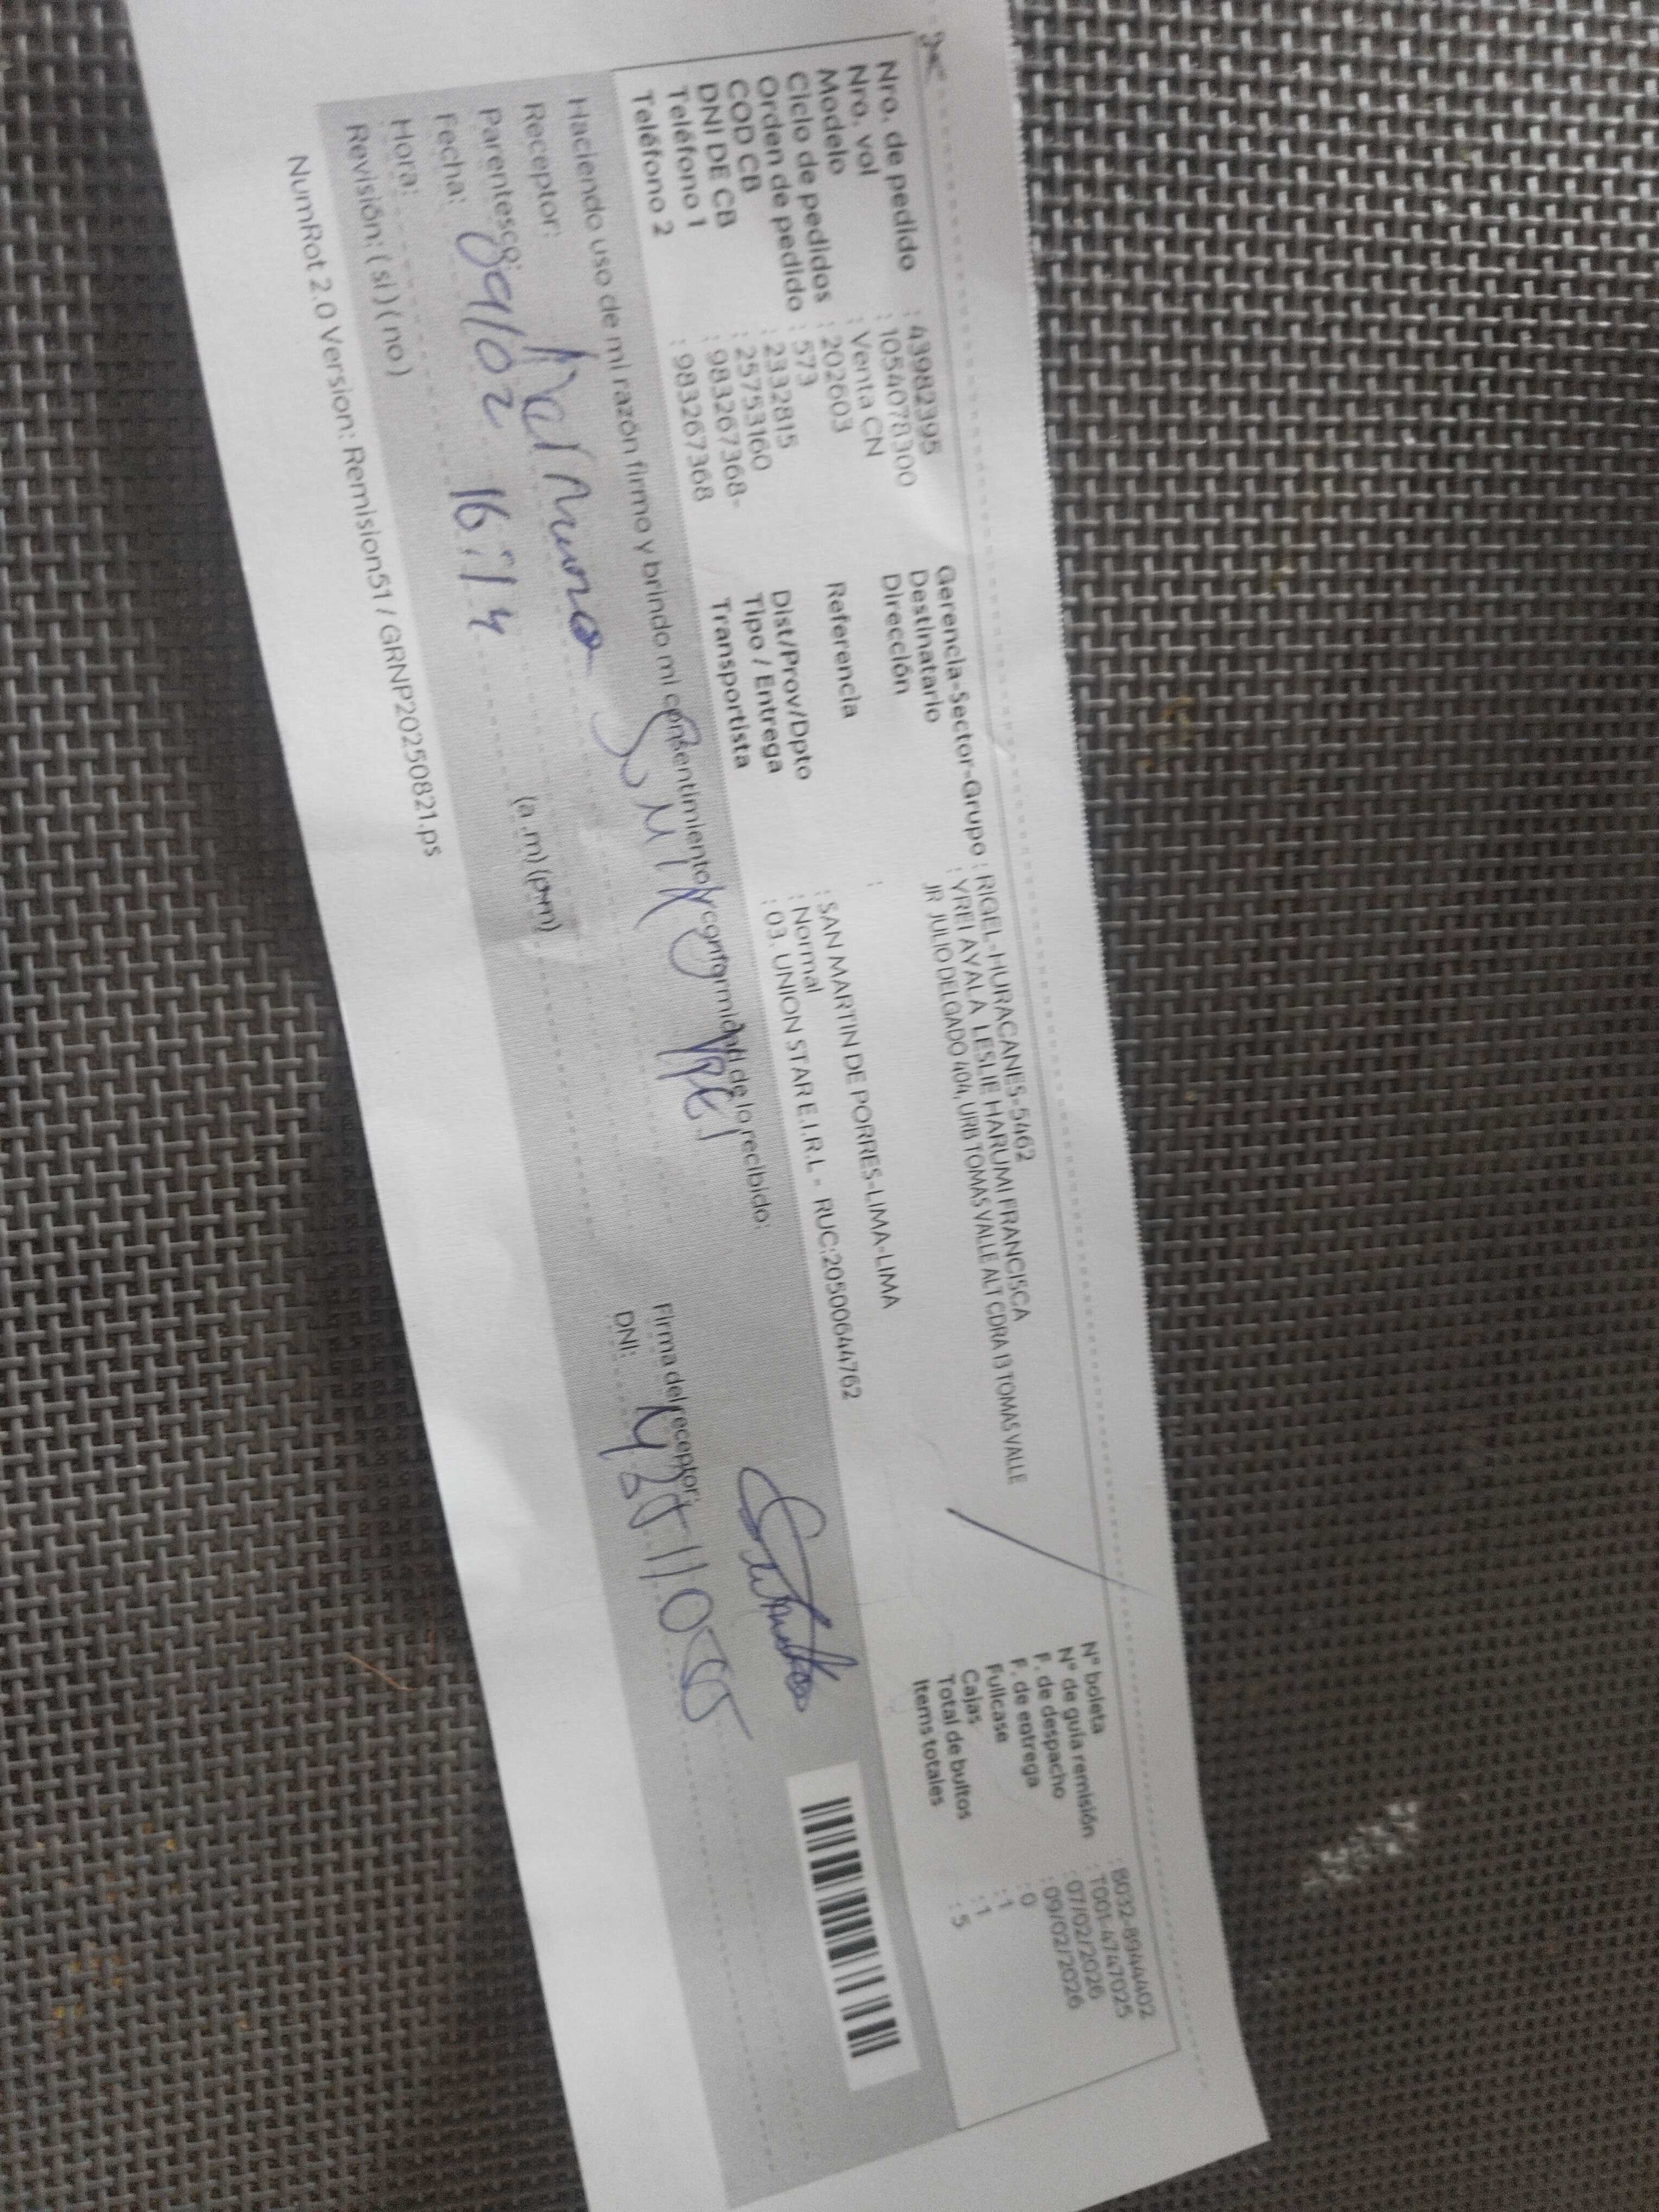 Nro. de pedido : 43982395
Nro. vol : 1054078300
Modelo : Venta CN
Ciclo de pedidos : 202603
Orden de pedido : 573
COD CB : 2332815
DNI DE CB : 25753160
Teléfono 1 : 983267368-
Teléfono 2 : 983267368
Gerencia-Sector-Grupo : RIGEL-HURACANES-5462
Destinatario : YREI AYALA LESLIE HARUMI FRANCISCA
Dirección JR JULIO DELGADO 404, URB TOMAS VALLE ALT CDRA 13 TOMAS VALLE
Referencia :
Dist/Prov/Dpto : SAN MARTIN DE PORRES-LIMA-LIMA
Tipo / Entrega : Normal
Transportista : 03. UNION STAR E.I.R.L - RUC:20500644762
N° boleta : B032-8944402
N° de guía remisión : T001-4747025
F. de despacho : 07/02/2026
F. de entrega : 09/02/2026
Fullcase : 0
Cajas : 1
Total de bultos : 1
Items totales : 5
Haciendo uso de mi razón firmo y brindo mi consentimiento y conformidad de lo recibido:
Receptor:
Parentesco:
Fecha: 09/02 16:14
Hora: (a.m) (p.m)
Revisión: ( si ) ( no )
Firma del receptor:
DNI:
NumRot 2.0 Version: Remision51 / GRNP20250821.ps